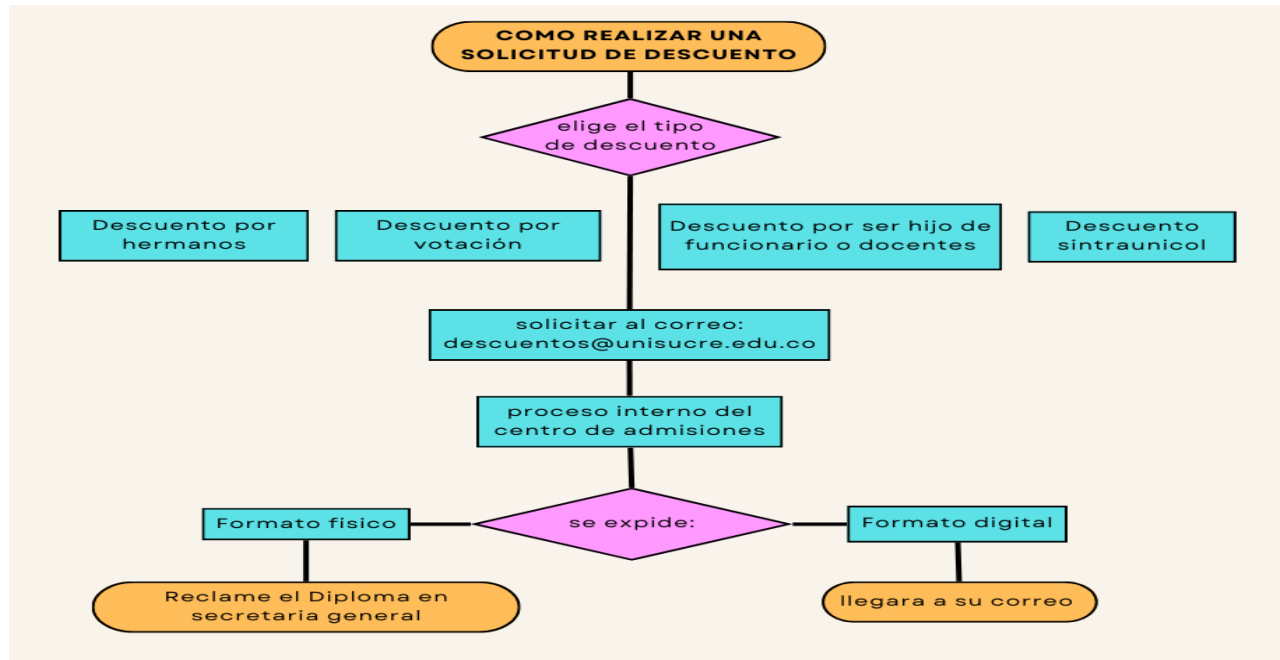 COMO REALIZAR UNA
SOLICITUD DE DESCUENTO
elige el tipo
de descuento
Descuento por
hermanos
Descuento por
votación
Descuento por ser hijo de
funcionario o docentes
Descuento
sintraunicol
solicitar al correo:
descuentos@unisucre.edu.co
proceso interno del
centro de admisiones
se expide:
Formato físico
Formato digital
Reclame el Diploma en
secretaria general
llegara a su correo